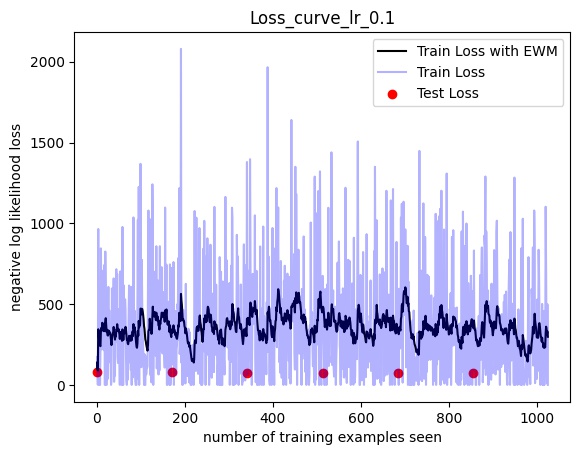 Loss_curve_lr_0.1
Train Loss with EWM
Train Loss
Test Loss
negative log likelihood loss
2000
1500
1000
500
0
0 200 400 600 800 1000
number of training examples seen